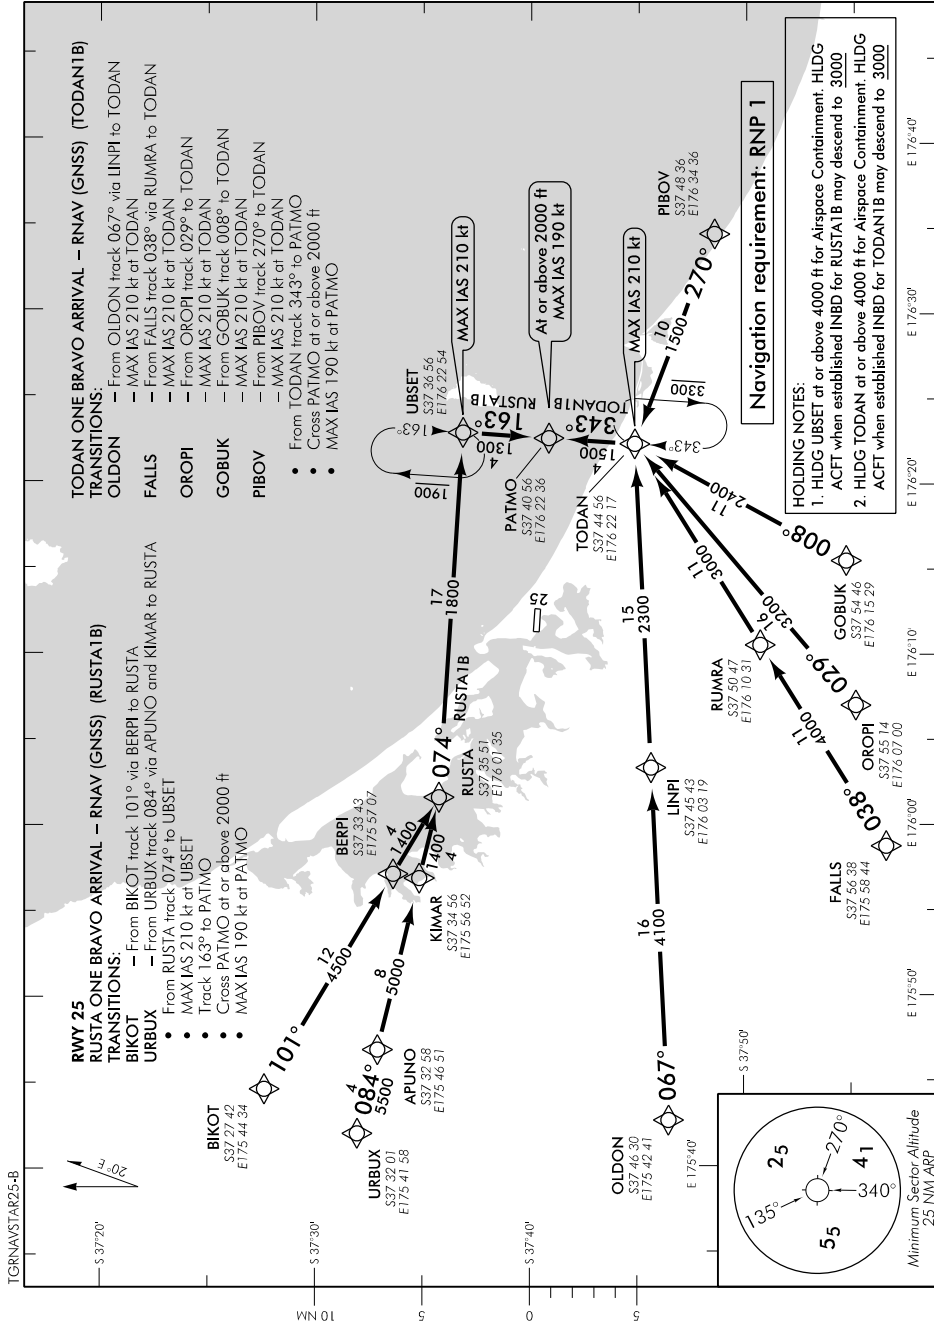 TGRNAVSTAR25-B
RWY 25
RUSTA ONE BRAVO ARRIVAL – RNAV (GNSS) (RUSTA1B)
TRANSITIONS:
BIKOT – From BIKOT track 101° via BERPI to RUSTA
URBUX – From URBUX track 084° via APUNO and KIMAR to RUSTA
• From RUSTA track 074° to UBSET
• MAX IAS 210 kt at UBSET
• Track 163° to PATMO
• Cross PATMO at or above 2000 ft
• MAX IAS 190 kt at PATMO
TODAN ONE BRAVO ARRIVAL – RNAV (GNSS) (TODAN1B)
TRANSITIONS:
OLDON – From OLDON track 067° via LINPI to TODAN
– MAX IAS 210 kt at TODAN
FALLS – From FALLS track 038° via RUMRA to TODAN
– MAX IAS 210 kt at TODAN
OROPI – From OROPI track 029° to TODAN
– MAX IAS 210 kt at TODAN
GOBUK – From GOBUK track 008° to TODAN
– MAX IAS 210 kt at TODAN
PIBOV – From PIBOV track 270° to TODAN
– MAX IAS 210 kt at TODAN
• From TODAN track 343° to PATMO
• Cross PATMO at or above 2000 ft
• MAX IAS 190 kt at PATMO
20°E
S 37°20'
S 37°30'
S 37°40'
S 37°50'
10 NM
5
0
5
E 175°40'
E 175°50'
E 176°00'
E 176°10'
E 176°20'
E 176°30'
E 176°40'
BIKOT
S37 27 42
E175 44 34
101°
12
4500
URBUX
S37 32 01
E175 41 58
084°
4
5500
APUNO
S37 32 58
E175 46 51
8
5000
BERPI
S37 33 43
E175 57 07
4
1400
KIMAR
S37 34 56
E175 56 52
1400
4
RUSTA
S37 35 51
E176 01 35
074°
RUSTA1B
17
1800
UBSET
S37 36 56
E176 22 54
163°
1900
MAX IAS 210 kt
163°
RUSTA1B
1300
4
PATMO
S37 40 56
E176 22 36
At or above 2000 ft
MAX IAS 190 kt
343°
TODAN1B
4
1500
TODAN
S37 44 56
E176 22 17
MAX IAS 210 kt
343°
3300
25
PIBOV
S37 48 36
E176 34 36
270°
10
1500
OLDON
S37 46 30
E175 42 41
067°
16
4100
LINPI
S37 45 43
E176 03 19
15
2300
FALLS
S37 56 38
E175 58 44
038°
11
4000
RUMRA
S37 50 47
E176 10 31
11
3000
OROPI
S37 55 14
E176 07 00
029°
16
3200
GOBUK
S37 54 46
E176 15 29
008°
11
2400
Navigation requirement: RNP 1
HOLDING NOTES:
1. HLDG UBSET at or above 4000 ft for Airspace Containment. HLDG
ACFT when established INBD for RUSTA1B may descend to 3000
2. HLDG TODAN at or above 4000 ft for Airspace Containment. HLDG
ACFT when established INBD for TODAN1B may descend to 3000
135°
25
270°
55
41
340°
Minimum Sector Altitude
25 NM ARP